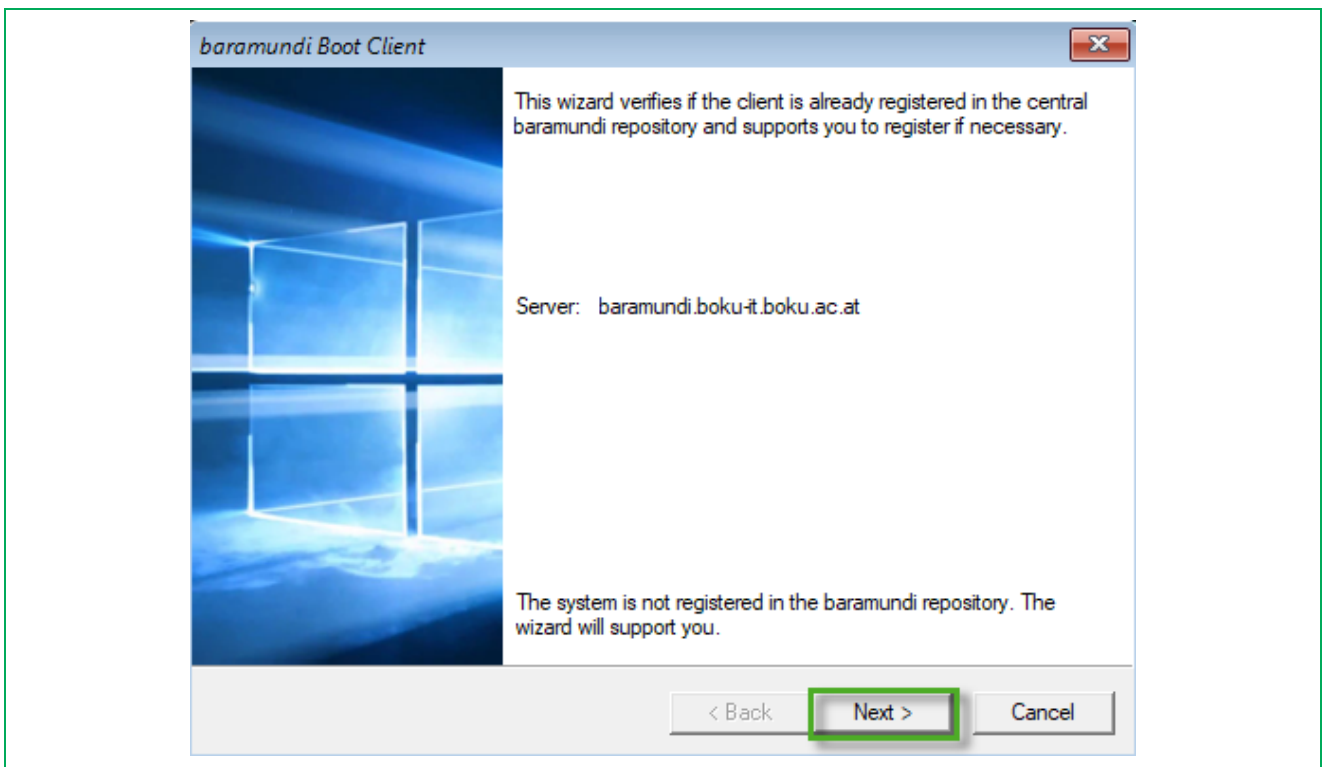 baramundi Boot Client
This wizard verifies if the client is already registered in the central
baramundi repository and supports you to register if necessary.
Server: baramundi.boku-it.boku.ac.at
The system is not registered in the baramundi repository. The
wizard will support you.
< Back Next > Cancel